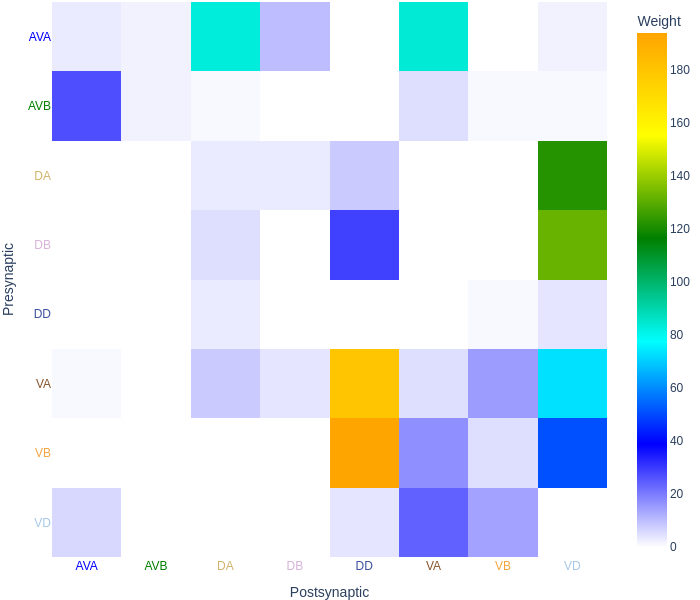 Weight
AVA
AVB
DA
DB
DD
VA
VB
VD
Presynaptic
180
160
140
120
100
80
60
40
20
0
AVA AVB DA DB DD VA VB VD
Postsynaptic